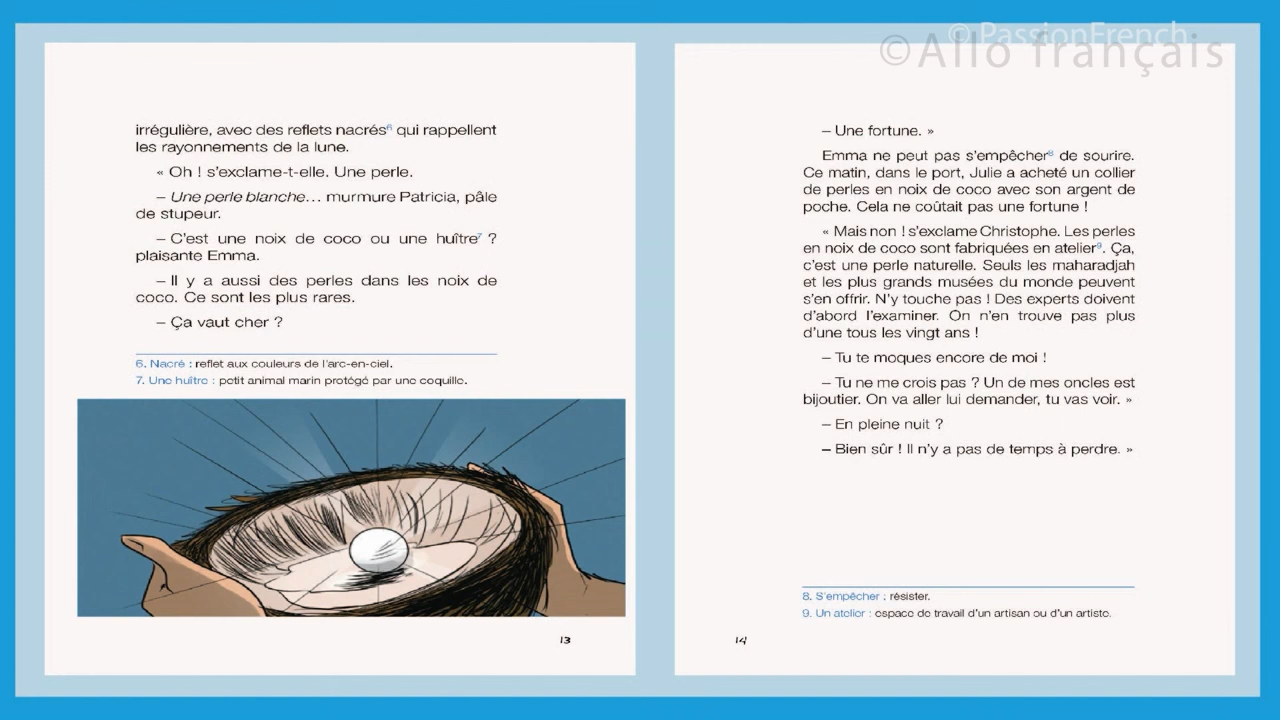 ©PassionFrench
©Allo français
irrégulière, avec des reflets nacrés⁶ qui rappellent
les rayonnements de la lune.
« Oh ! s'exclame-t-elle. Une perle.
– Une perle blanche… murmure Patricia, pâle
de stupeur.
– C'est une noix de coco ou une huître⁷ ?
plaisante Emma.
– Il y a aussi des perles dans les noix de
coco. Ce sont les plus rares.
– Ça vaut cher ?
6. Nacré : reflet aux couleurs de l'arc-en-ciel.
7. Une huître : petit animal marin protégé par une coquille.
13
– Une fortune. »
Emma ne peut pas s'empêcher⁸ de sourire.
Ce matin, dans le port, Julie a acheté un collier
de perles en noix de coco avec son argent de
poche. Cela ne coûtait pas une fortune !
« Mais non ! s'exclame Christophe. Les perles
en noix de coco sont fabriquées en atelier⁹. Ça,
c'est une perle naturelle. Seuls les maharadjah
et les plus grands musées du monde peuvent
s'en offrir. N'y touche pas ! Des experts doivent
d'abord l'examiner. On n'en trouve pas plus
d'une tous les vingt ans !
– Tu te moques encore de moi !
– Tu ne me crois pas ? Un de mes oncles est
bijoutier. On va aller lui demander, tu vas voir. »
– En pleine nuit ?
– Bien sûr ! Il n'y a pas de temps à perdre. »
8. S'empêcher : résister.
9. Un atelier : espace de travail d'un artisan ou d'un artiste.
14